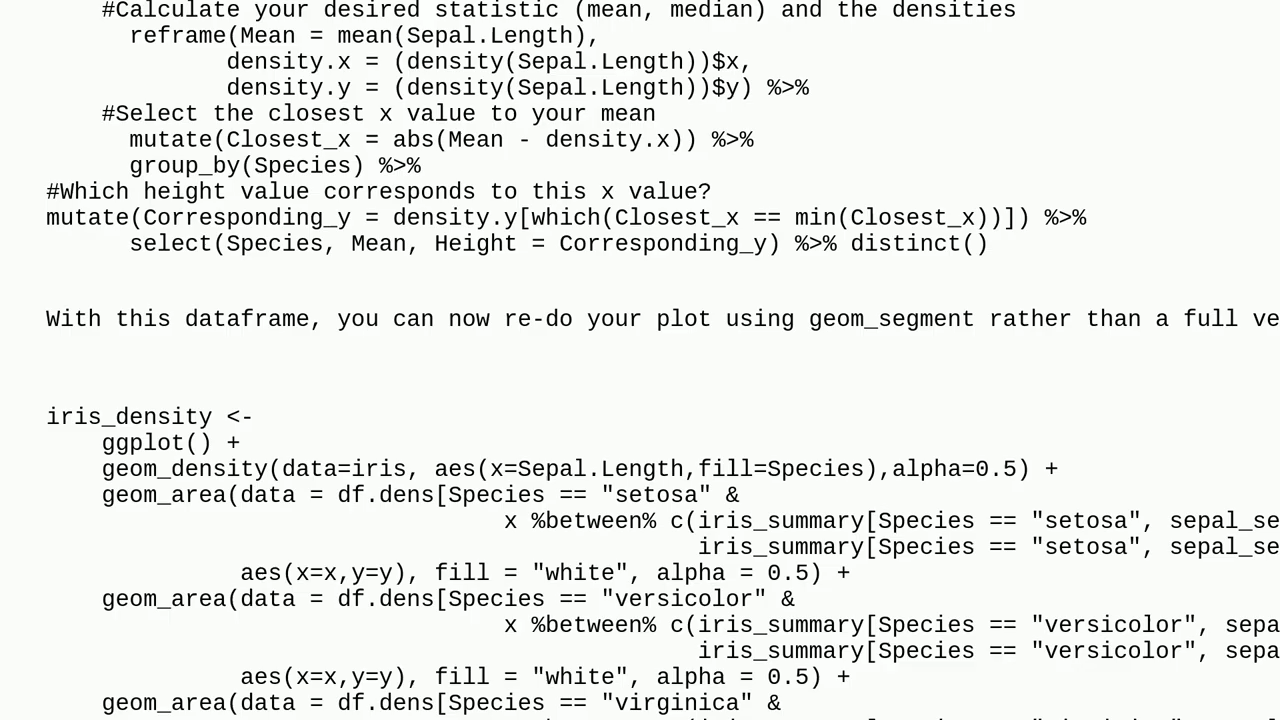 #Calculate your desired statistic (mean, median) and the densities
reframe(Mean = mean(Sepal.Length),
density.x = (density(Sepal.Length))$x,
density.y = (density(Sepal.Length))$y) %>%
#Select the closest x value to your mean
mutate(Closest_x = abs(Mean - density.x)) %>%
group_by(Species) %>%
#Which height value corresponds to this x value?
mutate(Corresponding_y = density.y[which(Closest_x == min(Closest_x))]) %>%
select(Species, Mean, Height = Corresponding_y) %>% distinct()
With this dataframe, you can now re-do your plot using geom_segment rather than a full ve
iris_density <-
ggplot() +
geom_density(data=iris, aes(x=Sepal.Length,fill=Species),alpha=0.5) +
geom_area(data = df.dens[Species == "setosa" &
x %between% c(iris_summary[Species == "setosa", sepal_se
iris_summary[Species == "setosa", sepal_se
aes(x=x,y=y), fill = "white", alpha = 0.5) +
geom_area(data = df.dens[Species == "versicolor" &
x %between% c(iris_summary[Species == "versicolor", sepa
iris_summary[Species == "versicolor", sepa
aes(x=x,y=y), fill = "white", alpha = 0.5) +
geom_area(data = df.dens[Species == "virginica" &